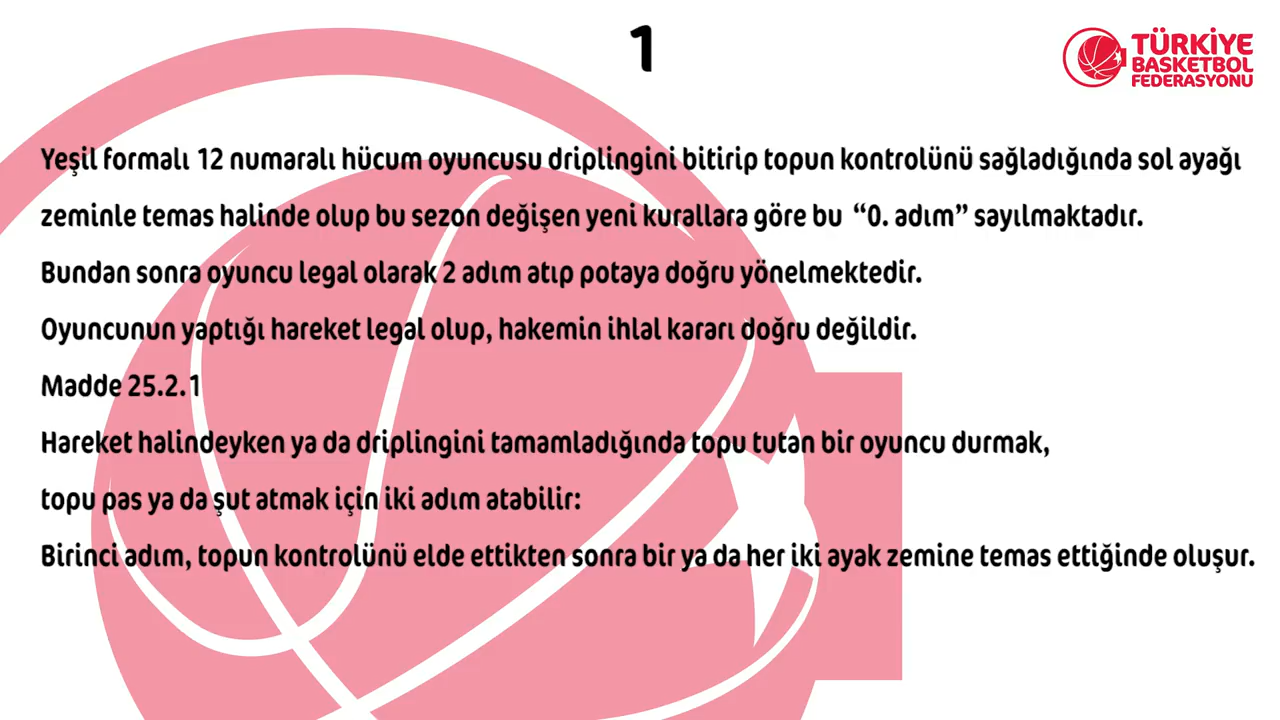 1
TÜRKİYE
BASKETBOL
FEDERASYONU
Yeşil formalı 12 numaralı hücum oyuncusu driplingini bitirip topun kontrolünü sağladığında sol ayağı
zeminle temas halinde olup bu sezon değişen yeni kurallara göre bu “0. adım” sayılmaktadır.
Bundan sonra oyuncu legal olarak 2 adım atıp potaya doğru yönelmektedir.
Oyuncunun yaptığı hareket legal olup, hakemin ihlal kararı doğru değildir.
Madde 25.2.1
Hareket halindeyken ya da driplingini tamamladığında topu tutan bir oyuncu durmak,
topu pas ya da şut atmak için iki adım atabilir:
Birinci adım, topun kontrolünü elde ettikten sonra bir ya da her iki ayak zemine temas ettiğinde oluşur.